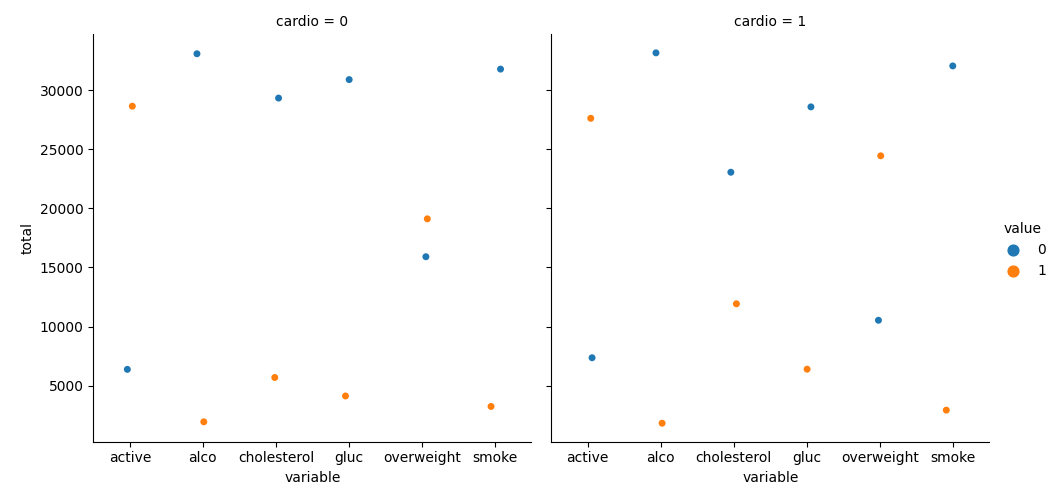 cardio = 0
cardio = 1
total
30000
25000
20000
15000
10000
5000
active alco cholesterol gluc overweight smoke
variable
active alco cholesterol gluc overweight smoke
variable
value
0
1